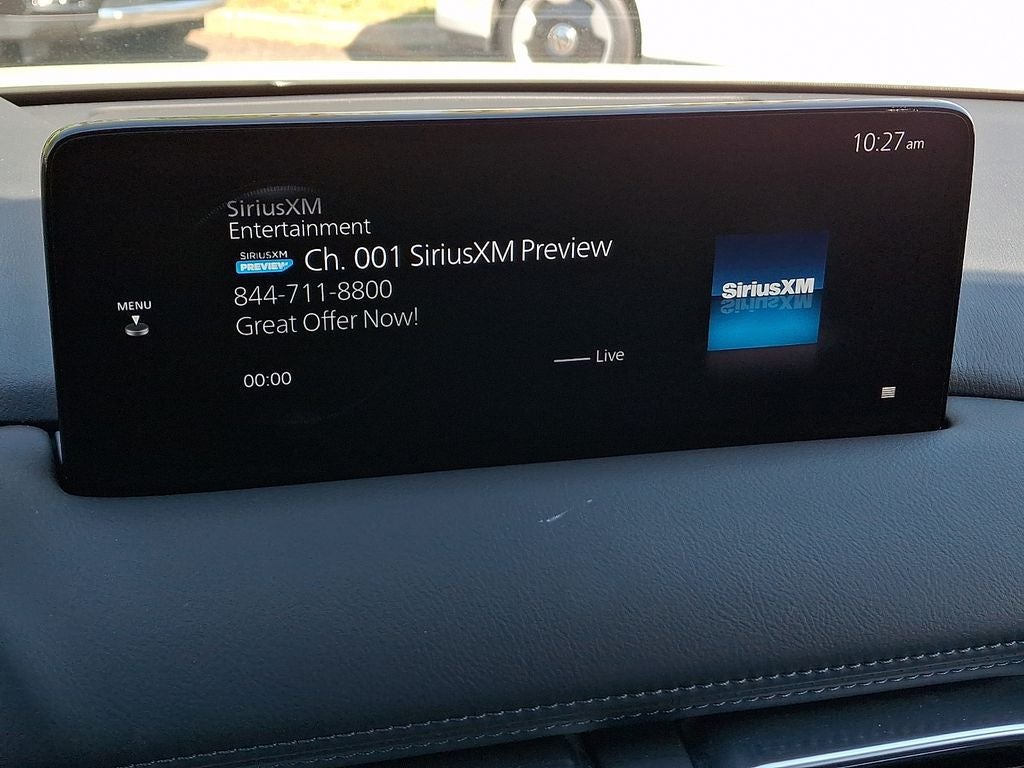 10:27 am
SiriusXM
Entertainment
SIRIUSXM
PREVIEW
Ch. 001 SiriusXM Preview
844-711-8800
Great Offer Now!
MENU
SiriusXM
Live
00:00